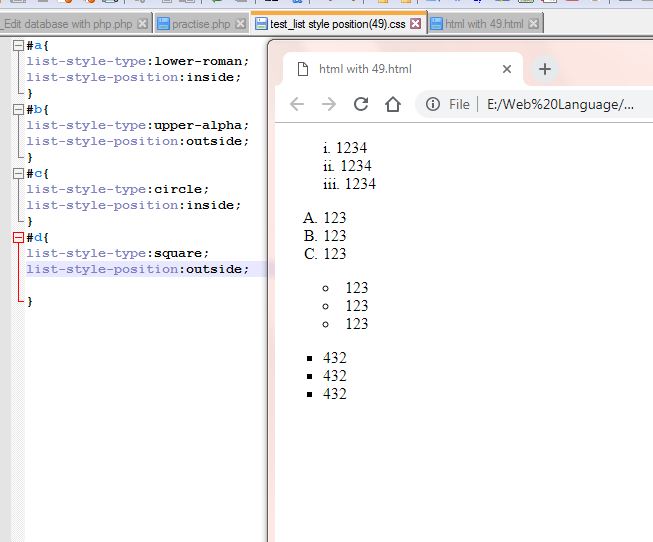 _Edit database with php.php
practise.php
test_list style position(49).css
html with 49.html
#a{
list-style-type:lower-roman;
list-style-position:inside;
}
#b{
list-style-type:upper-alpha;
list-style-position:outside;
}
#c{
list-style-type:circle;
list-style-position:inside;
}
#d{
list-style-type:square;
list-style-position:outside;
}
html with 49.html
File | E:/Web%20Language/...
i. 1234
ii. 1234
iii. 1234
A. 123
B. 123
C. 123
123
123
123
432
432
432